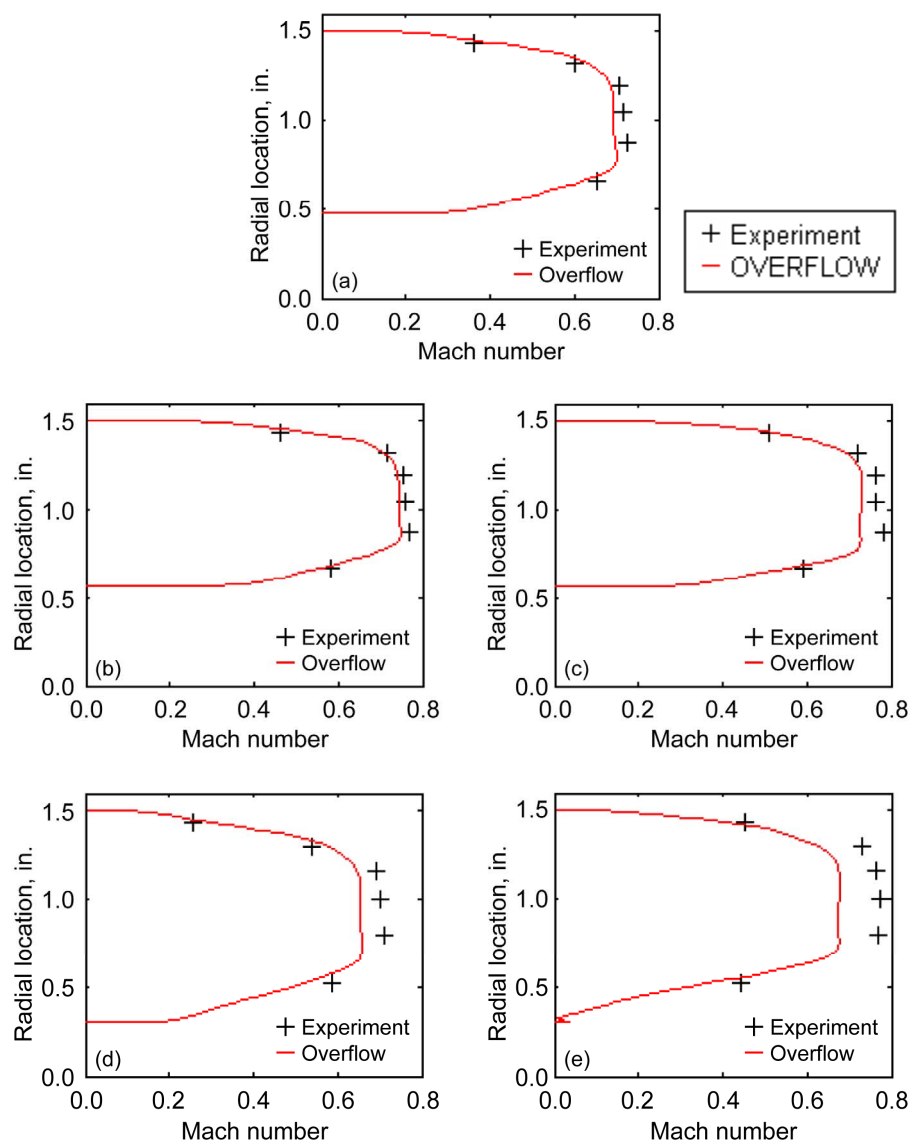 1.5
1.0
0.5
0.0
Radial location, in.
Experiment
Overflow
(a)
0.0 0.2 0.4 0.6 0.8
Mach number
Experiment
OVERFLOW
1.5
1.0
0.5
0.0
Radial location, in.
Experiment
Overflow
(b)
0.0 0.2 0.4 0.6 0.8
Mach number
1.5
1.0
0.5
0.0
Radial location, in.
Experiment
Overflow
(c)
0.0 0.2 0.4 0.6 0.8
Mach number
1.5
1.0
0.5
0.0
Radial location, in.
Experiment
Overflow
(d)
0.0 0.2 0.4 0.6 0.8
Mach number
1.5
1.0
0.5
0.0
Radial location, in.
Experiment
Overflow
(e)
0.0 0.2 0.4 0.6 0.8
Mach number